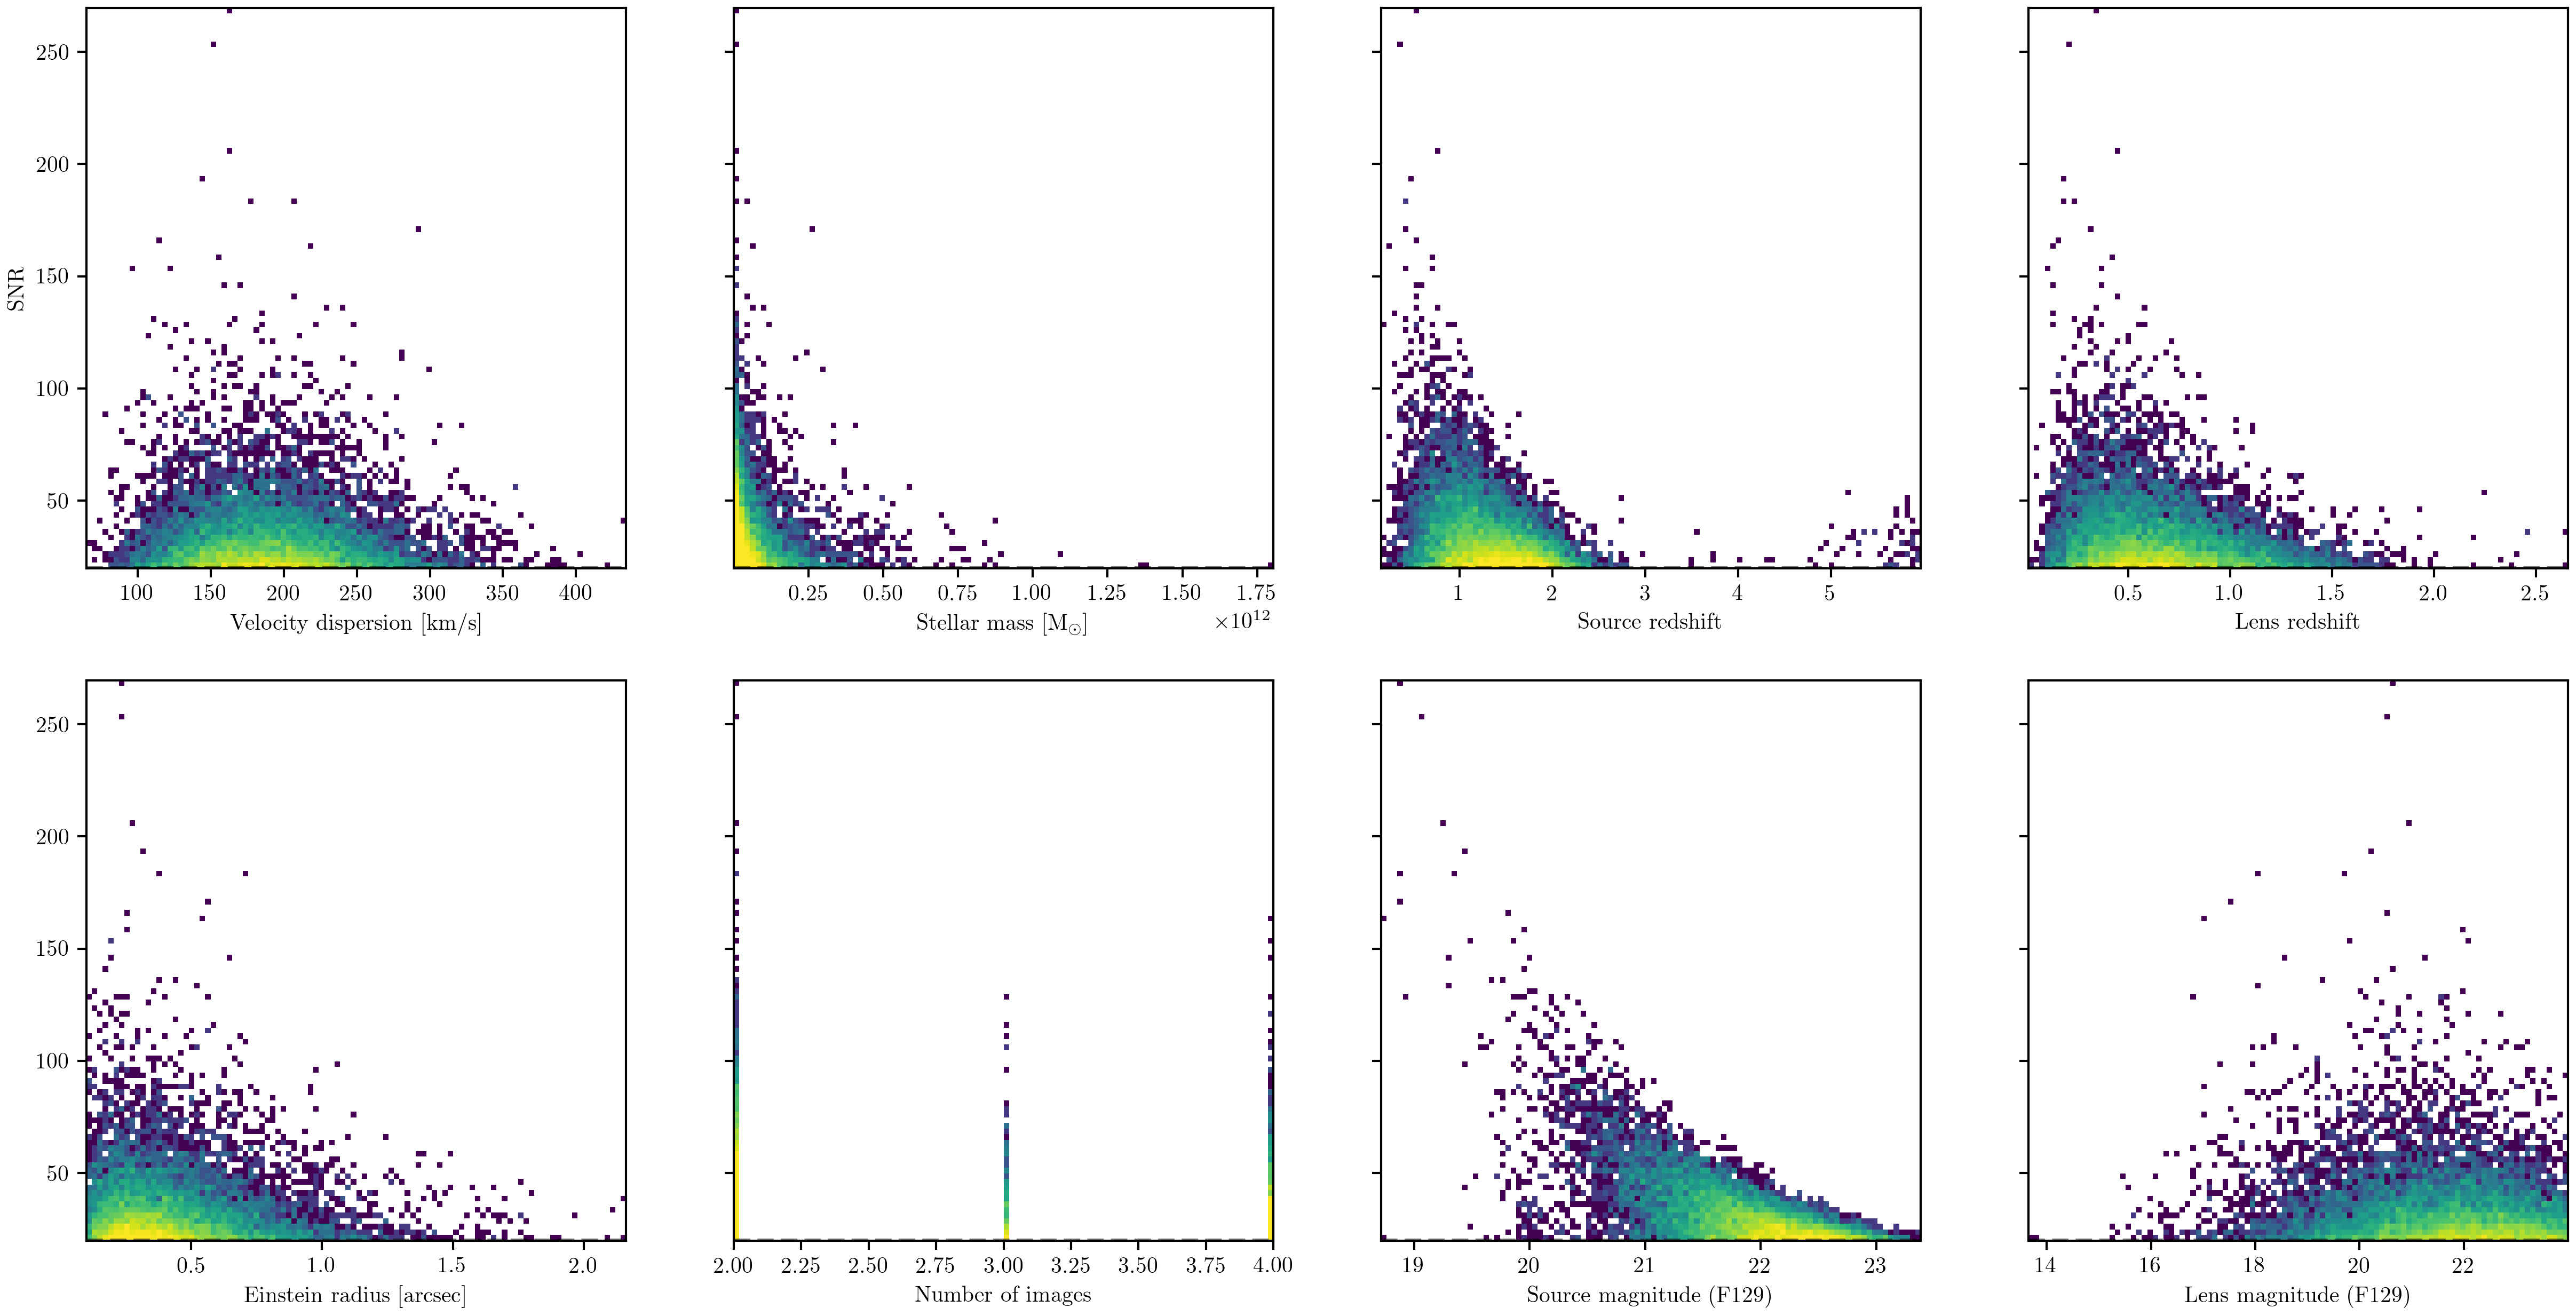 250
200
150
100
50
SNR
100 150 200 250 300 350 400
0.25 0.50 0.75 1.00 1.25 1.50 1.75
1 2 3 4 5
0.5 1.0 1.5 2.0 2.5
Velocity dispersion [km/s]
Stellar mass [M⊙]
×10¹²
Source redshift
Lens redshift
250
200
150
100
50
0.5 1.0 1.5 2.0
2.00 2.25 2.50 2.75 3.00 3.25 3.50 3.75 4.00
19 20 21 22 23
14 16 18 20 22
Einstein radius [arcsec]
Number of images
Source magnitude (F129)
Lens magnitude (F129)